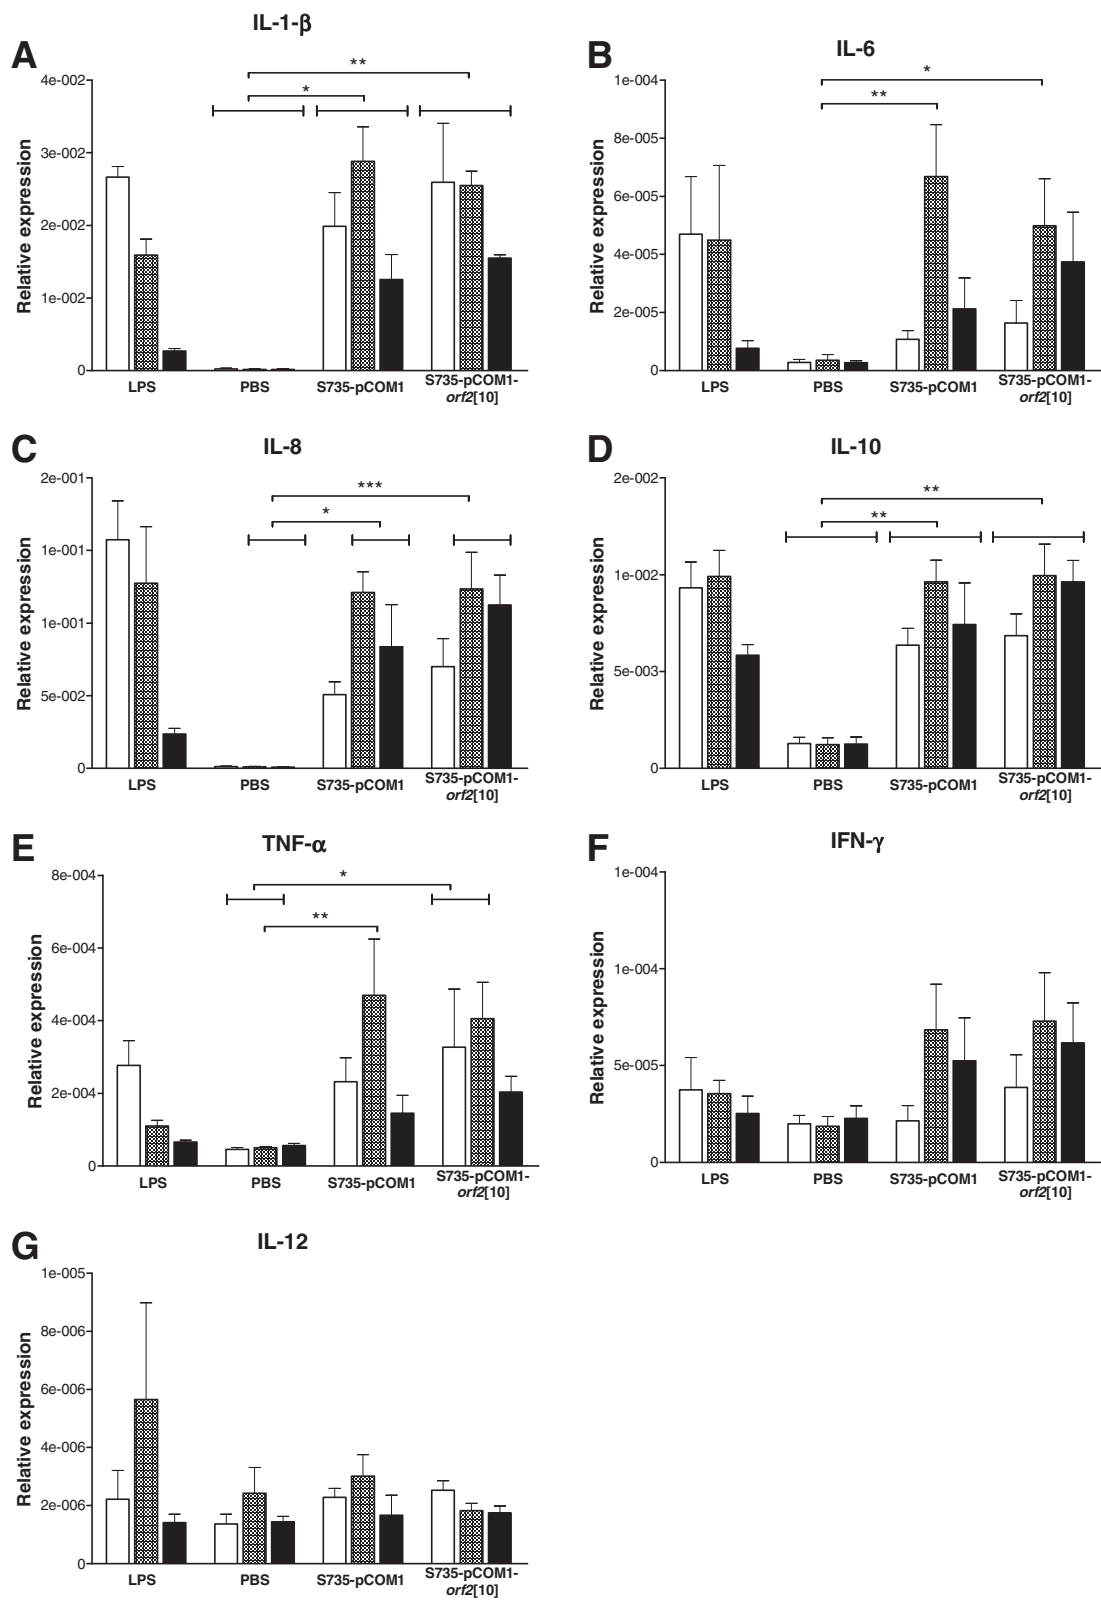 A
IL-1-β
Relative expression
4e-002
3e-002
2e-002
1e-002
0
**
*
LPS
PBS
S735-pCOM1
S735-pCOM1-
orf2[10]
B
IL-6
Relative expression
1e-004
8e-005
6e-005
4e-005
2e-005
0
*
**
LPS
PBS
S735-pCOM1
S735-pCOM1-
orf2[10]
C
IL-8
Relative expression
2e-001
1e-001
1e-001
5e-002
0
***
*
LPS
PBS
S735-pCOM1
S735-pCOM1-
orf2[10]
D
IL-10
Relative expression
2e-002
1e-002
5e-003
0
**
**
LPS
PBS
S735-pCOM1
S735-pCOM1-
orf2[10]
E
TNF-α
Relative expression
8e-004
6e-004
4e-004
2e-004
0
*
**
LPS
PBS
S735-pCOM1
S735-pCOM1-
orf2[10]
F
IFN-γ
Relative expression
1e-004
1e-004
5e-005
0
LPS
PBS
S735-pCOM1
S735-pCOM1-
orf2[10]
G
IL-12
Relative expression
1e-005
8e-006
6e-006
4e-006
2e-006
0
LPS
PBS
S735-pCOM1
S735-pCOM1-
orf2[10]